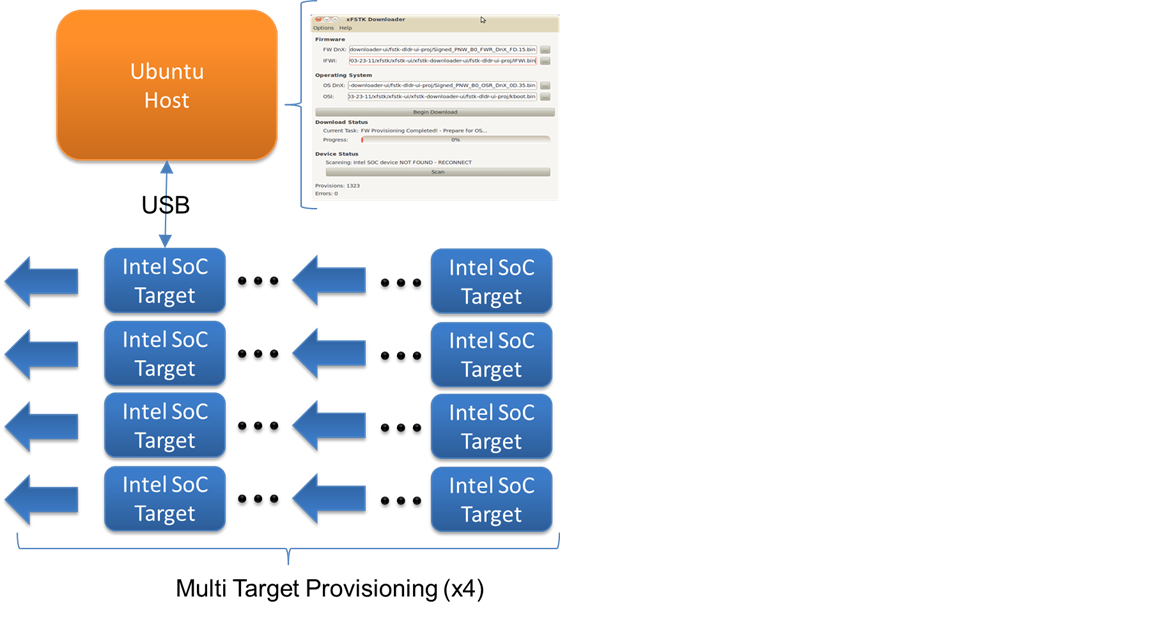 Ubuntu
Host
xFSTK Downloader
Options Help
Firmware
FW DnX: downloader-ui/fstk-dldr-ui-proj/Signed_PNW_B0_FWR_DnX_FD.15.bin ...
IFWI: /03-23-11/xfstk/xfstk-ui/xfstk-downloader-ui/fstk-dldr-ui-proj/IFWI.bin ...
Operating System
OS DnX: -downloader-ui/fstk-dldr-ui-proj/Signed_PNW_B0_OSR_DnX_0D.35.bin ...
OSI: 03-23-11/xfstk/xfstk-ui/xfstk-downloader-ui/fstk-dldr-ui-proj/kboot.bin ...
Begin Download
Download Status
Current Task: FW Provisioning Completed! - Prepare for OS...
Progress: 0%
Device Status
Scanning: Intel SOC device NOT FOUND - RECONNECT
Scan
Provisions: 1323
Errors: 0
USB
Intel SoC
Target
Intel SoC
Target
Intel SoC
Target
Intel SoC
Target
Intel SoC
Target
Intel SoC
Target
Intel SoC
Target
Intel SoC
Target
Multi Target Provisioning (x4)